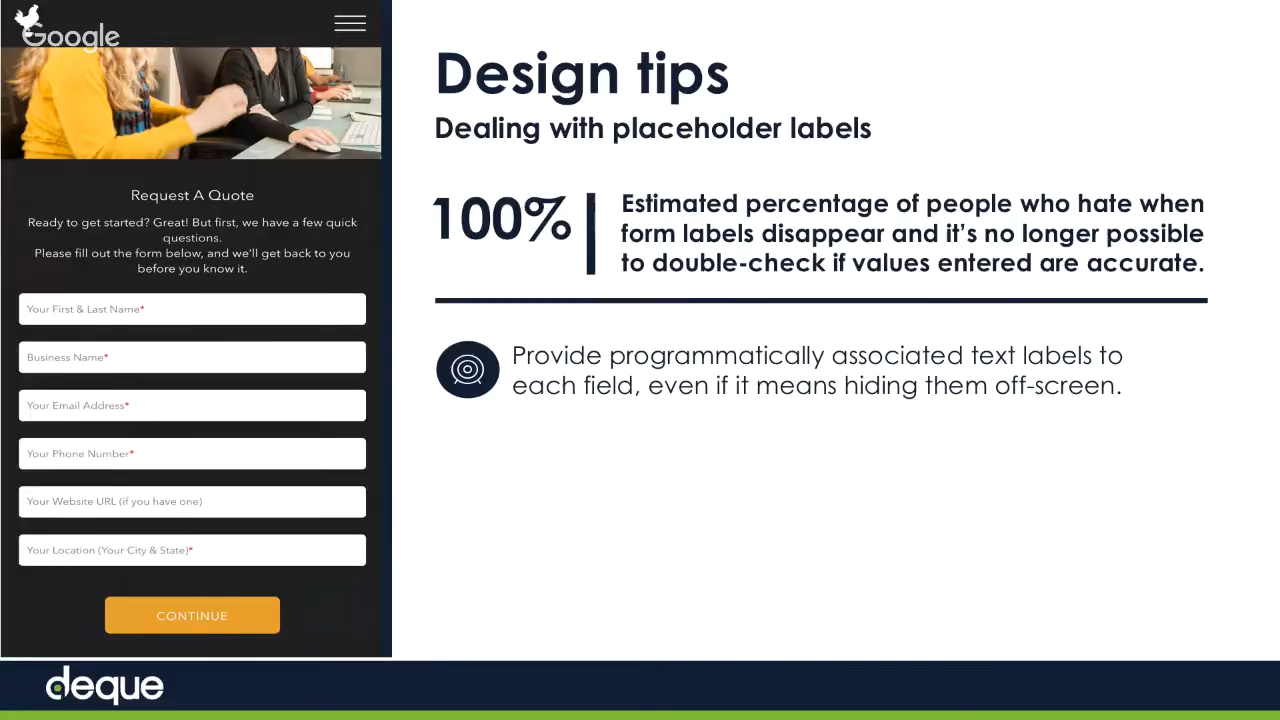 Google
Request A Quote
Ready to get started? Great! But first, we have a few quick
questions.
Please fill out the form below, and we'll get back to you
before you know it.
Your First & Last Name*
Business Name*
Your Email Address*
Your Phone Number*
Your Website URL (if you have one)
Your Location (Your City & State)*
CONTINUE
Design tips
Dealing with placeholder labels
100%
Estimated percentage of people who hate when
form labels disappear and it's no longer possible
to double-check if values entered are accurate.
Provide programmatically associated text labels to
each field, even if it means hiding them off-screen.
deque